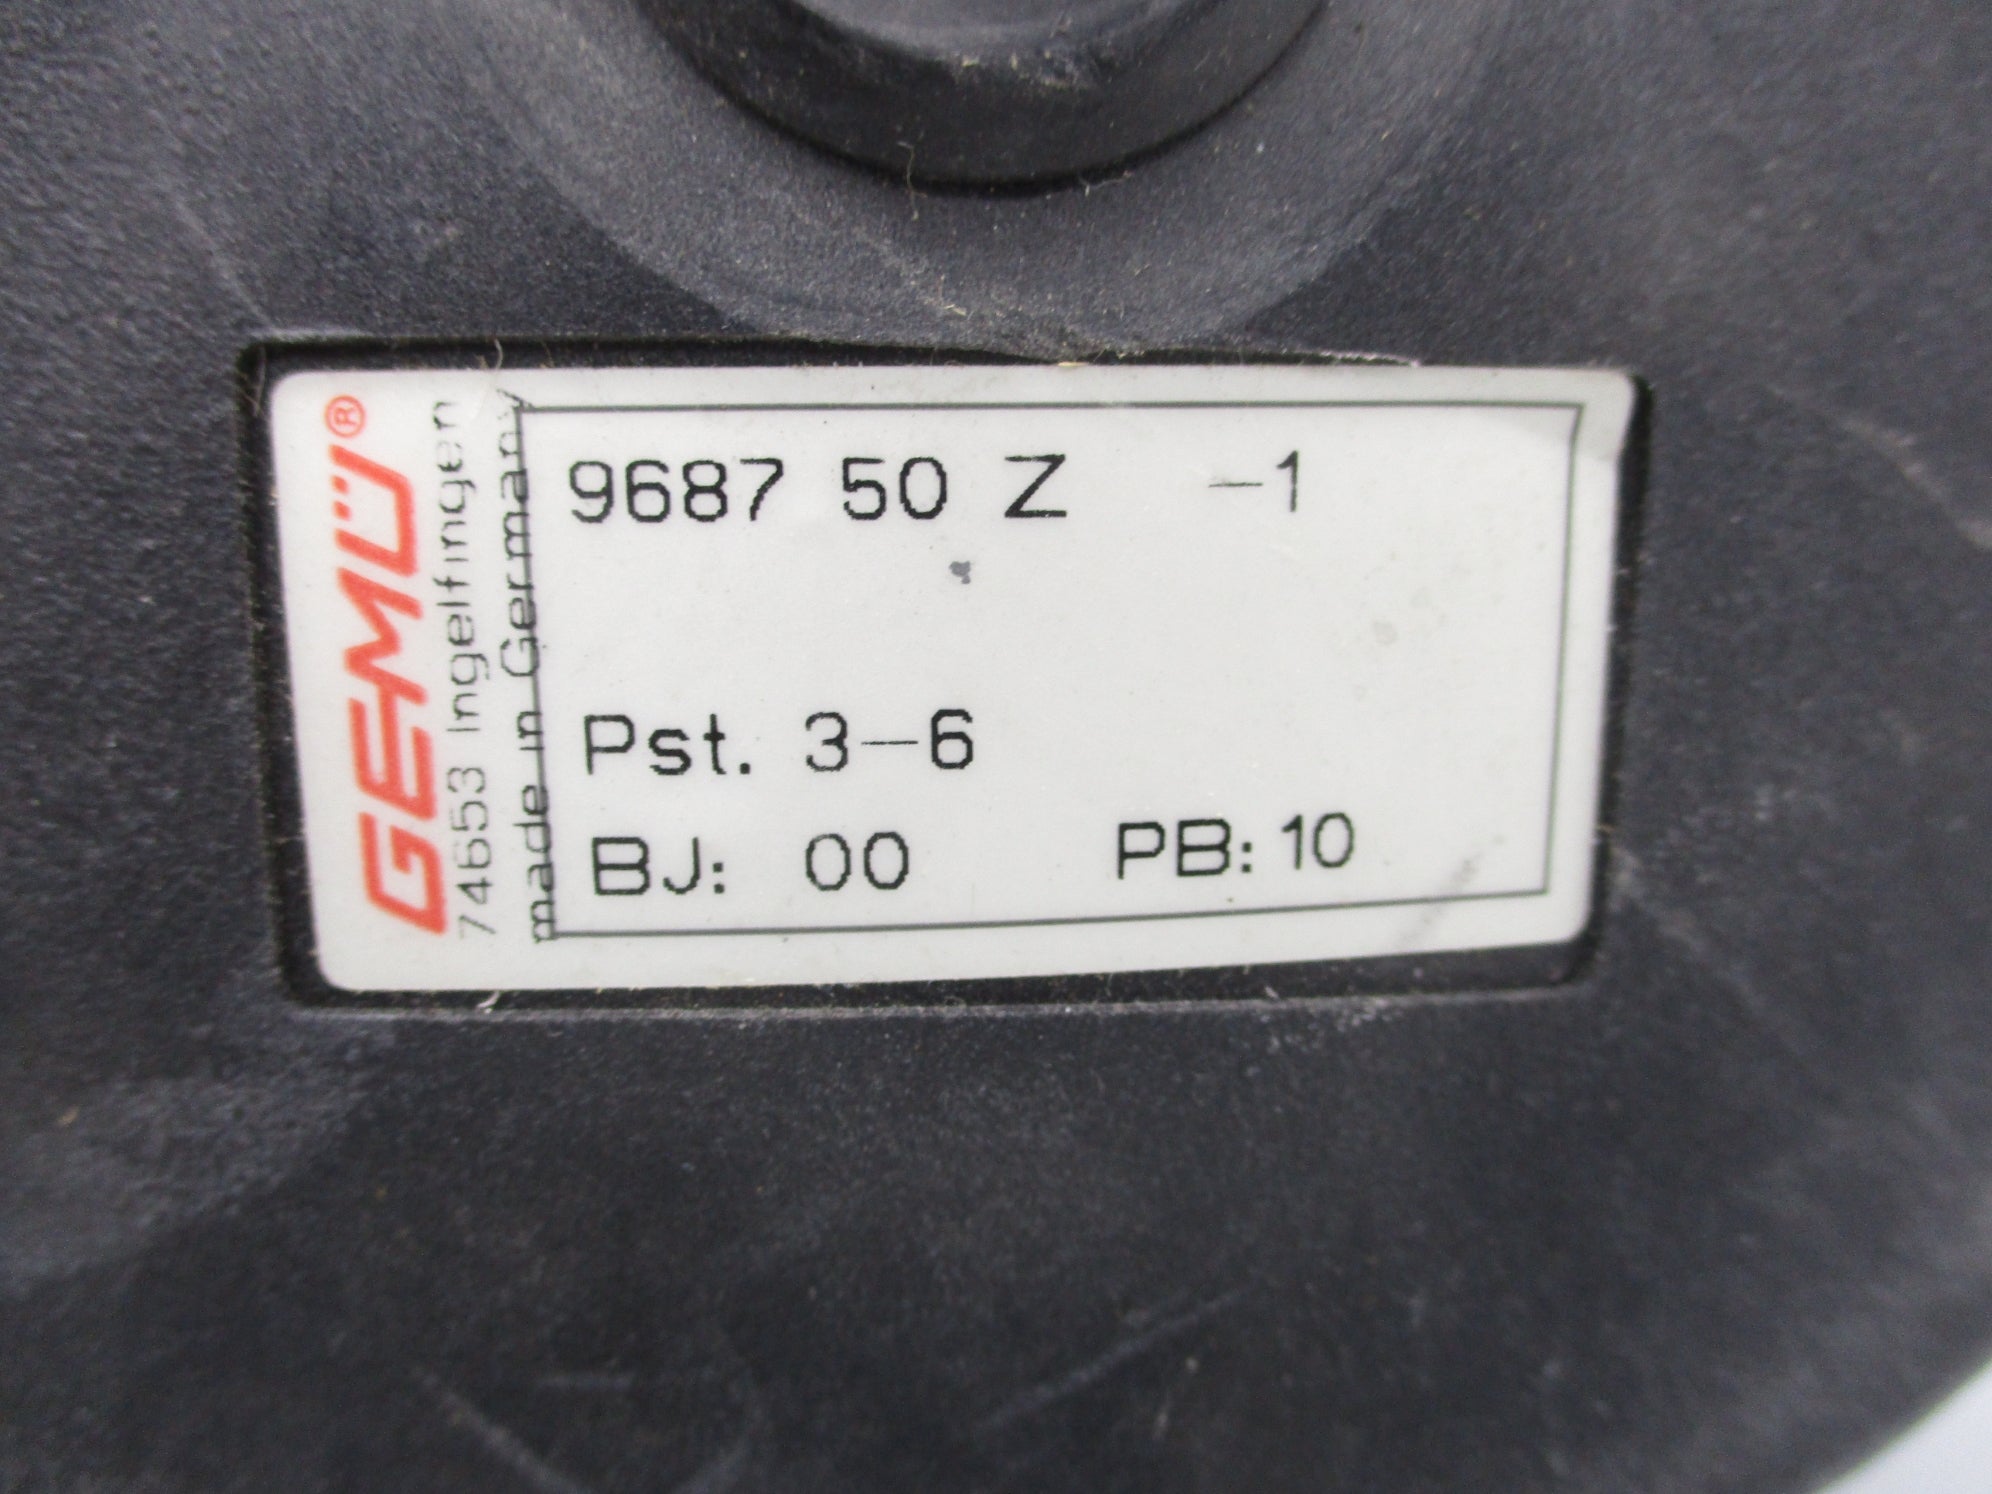 GEMÜ®
74653 Ingelfingen
made in Germany
9687 50 Z -1
Pst. 3-6
BJ: 00 PB: 10